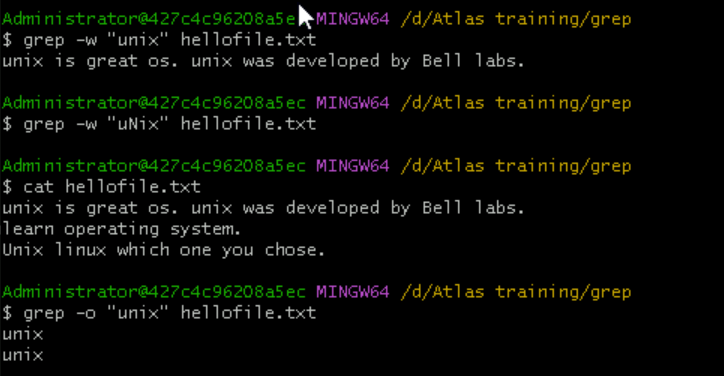 Administrator@427c4c96208a5ec MINGW64 /d/Atlas training/grep
$ grep -w "unix" hellofile.txt
unix is great os. unix was developed by Bell labs.
Administrator@427c4c96208a5ec MINGW64 /d/Atlas training/grep
$ grep -w "uNix" hellofile.txt
Administrator@427c4c96208a5ec MINGW64 /d/Atlas training/grep
$ cat hellofile.txt
unix is great os. unix was developed by Bell labs.
learn operating system.
Unix linux which one you chose.
Administrator@427c4c96208a5ec MINGW64 /d/Atlas training/grep
$ grep -o "unix" hellofile.txt
unix
unix